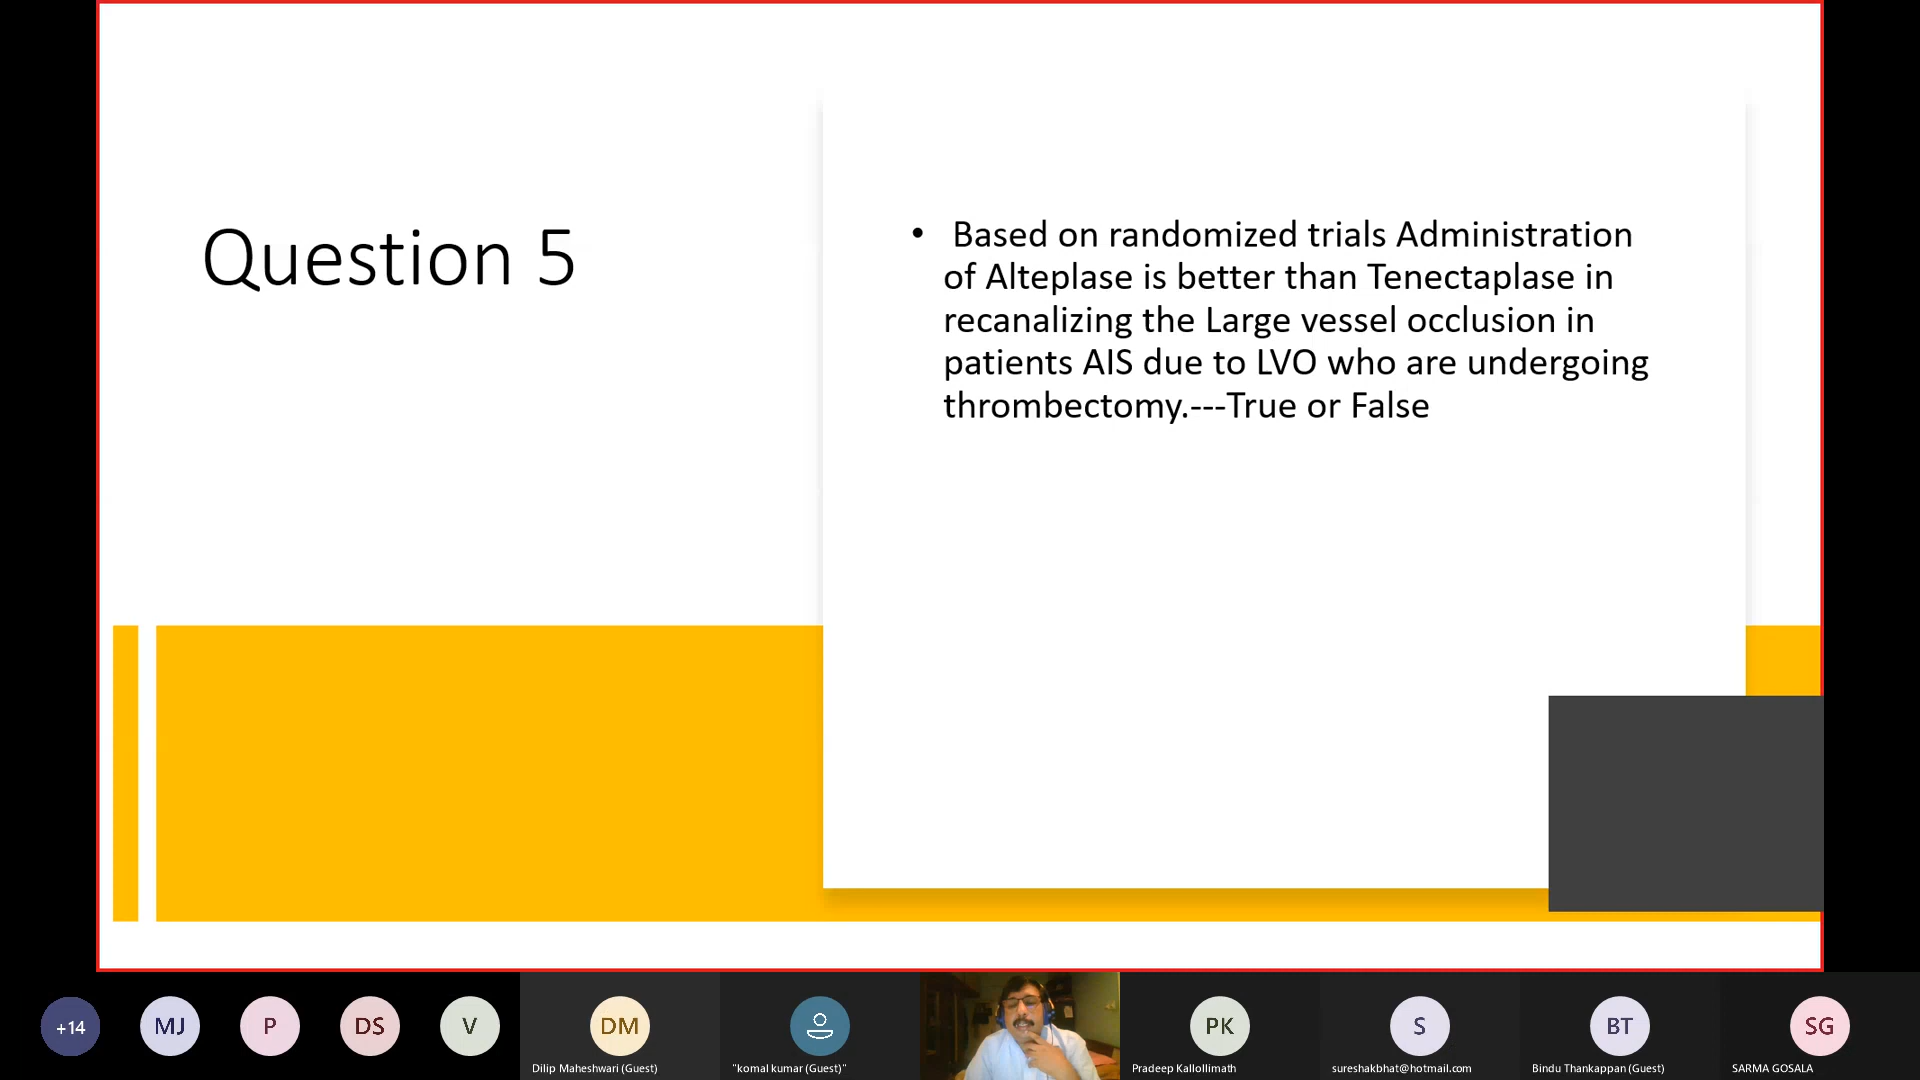 Question 5
• Based on randomized trials Administration
of Alteplase is better than Tenectaplase in
recanalizing the Large vessel occlusion in
patients AIS due to LVO who are undergoing
thrombectomy.---True or False
+14
MJ
P
DS
V
DM
PK
S
BT
SG
Dilip Maheshwari (Guest)
"komal kumar (Guest)"
Pradeep Kallollimath
sureshakbhat@hotmail.com
Bindu Thankappan (Guest)
SARMA GOSALA